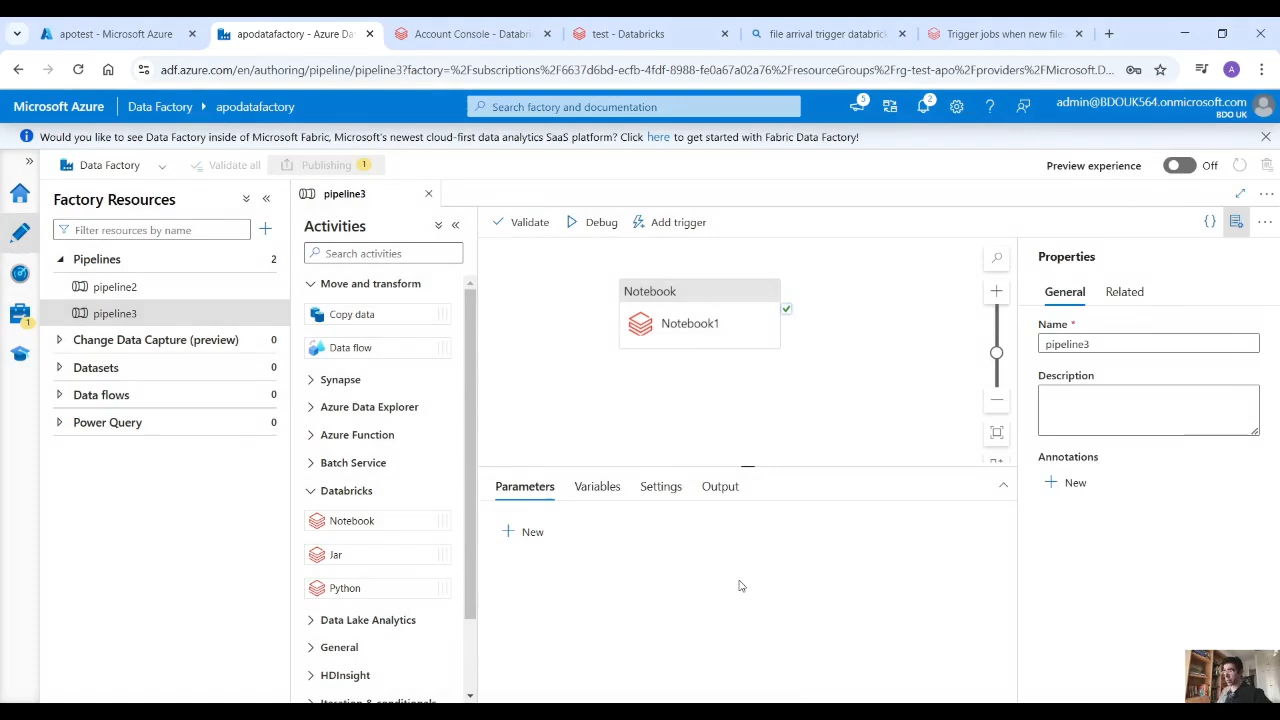 apotest - Microsoft Azure
apodatafactory - Azure Da
Account Console - Databri
test - Databricks
file arrival trigger databric
Trigger jobs when new file
adf.azure.com/en/authoring/pipeline/pipeline3?factory=%2Fsubscriptions%2F6637d6bd-ecfb-4fdf-8988-fe0a67a02a76%2FresourceGroups%2Frg-test-apo%2Fproviders%2FMicrosoft.D...
A
Microsoft Azure
Data Factory
apodatafactory
Search factory and documentation
5
2
admin@BDOUK564.onmicrosoft.com
BDO UK
Would you like to see Data Factory inside of Microsoft Fabric, Microsoft's newest cloud-first data analytics SaaS platform? Click here to get started with Fabric Data Factory!
Data Factory
Validate all
Publishing 1
Preview experience
Off
Factory Resources
Filter resources by name
Pipelines 2
pipeline2
pipeline3
Change Data Capture (preview) 0
Datasets 0
Data flows 0
Power Query 0
1
pipeline3
Activities
Search activities
Move and transform
Copy data
Data flow
Synapse
Azure Data Explorer
Azure Function
Batch Service
Databricks
Notebook
Jar
Python
Data Lake Analytics
General
HDInsight
Iteration & conditionals
Validate
Debug
Add trigger
Notebook
Notebook1
Parameters
Variables
Settings
Output
New
Properties
General
Related
Name *
pipeline3
Description
Annotations
New